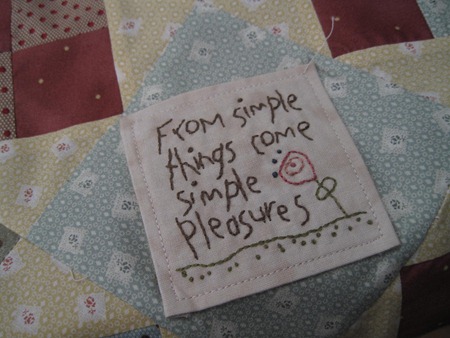 From simple
things come
simple
pleasures